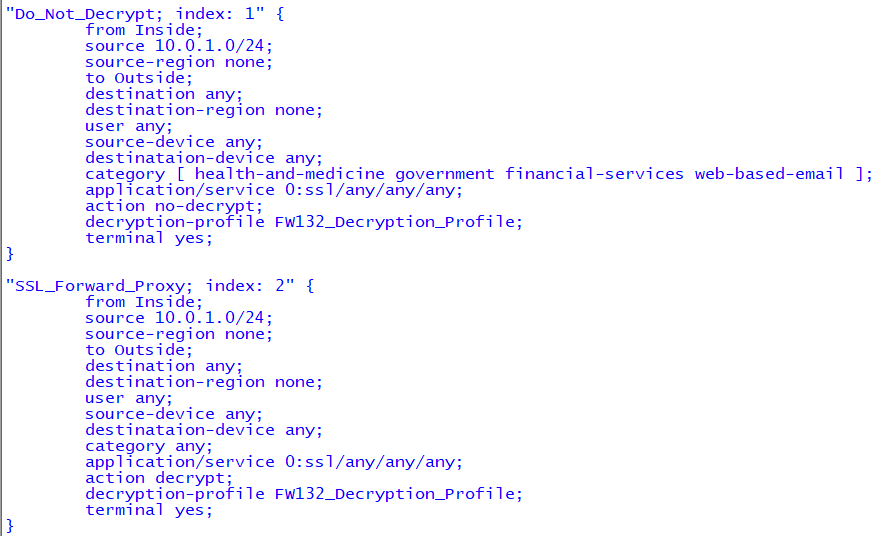 "Do_Not_Decrypt; index: 1" {
        from Inside;
        source 10.0.1.0/24;
        source-region none;
        to Outside;
        destination any;
        destination-region none;
        user any;
        source-device any;
        destinataion-device any;
        category [ health-and-medicine government financial-services web-based-email ];
        application/service 0:ssl/any/any/any;
        action no-decrypt;
        decryption-profile FW132_Decryption_Profile;
        terminal yes;
}

"SSL_Forward_Proxy; index: 2" {
        from Inside;
        source 10.0.1.0/24;
        source-region none;
        to Outside;
        destination any;
        destination-region none;
        user any;
        source-device any;
        destinataion-device any;
        category any;
        application/service 0:ssl/any/any/any;
        action decrypt;
        decryption-profile FW132_Decryption_Profile;
        terminal yes;
}